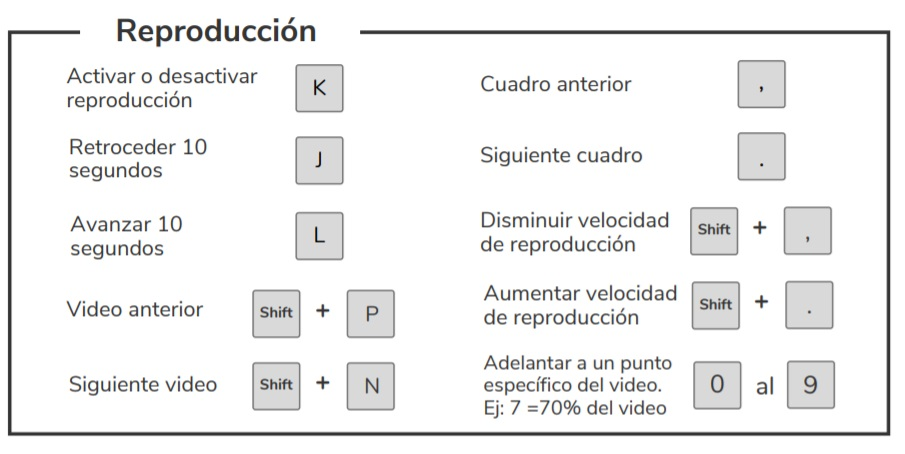 Reproducción
Activar o desactivar
reproducción
K
Retroceder 10
segundos
J
Avanzar 10
segundos
L
Video anterior
Shift + P
Siguiente video
Shift + N
Cuadro anterior
,
Siguiente cuadro
.
Disminuir velocidad
de reproducción
Shift + ,
Aumentar velocidad
de reproducción
Shift + .
Adelantar a un punto
específico del video.
Ej: 7 =70% del video
0 al 9